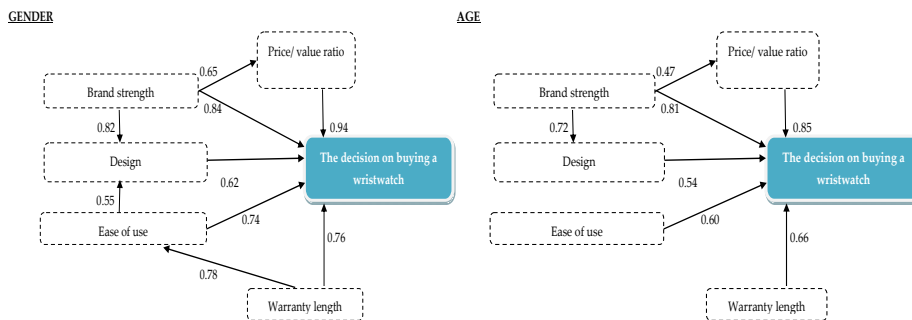 GENDER
Price/ value ratio
0.65
Brand strength
0.84
0.82
0.94
Design
The decision on buying a
wristwatch
0.62
0.55
0.74
Ease of use
0.76
0.78
Warranty length
AGE
Price/ value ratio
0.47
Brand strength
0.81
0.72
0.85
Design
The decision on buying a
wristwatch
0.54
Ease of use
0.60
0.66
Warranty length